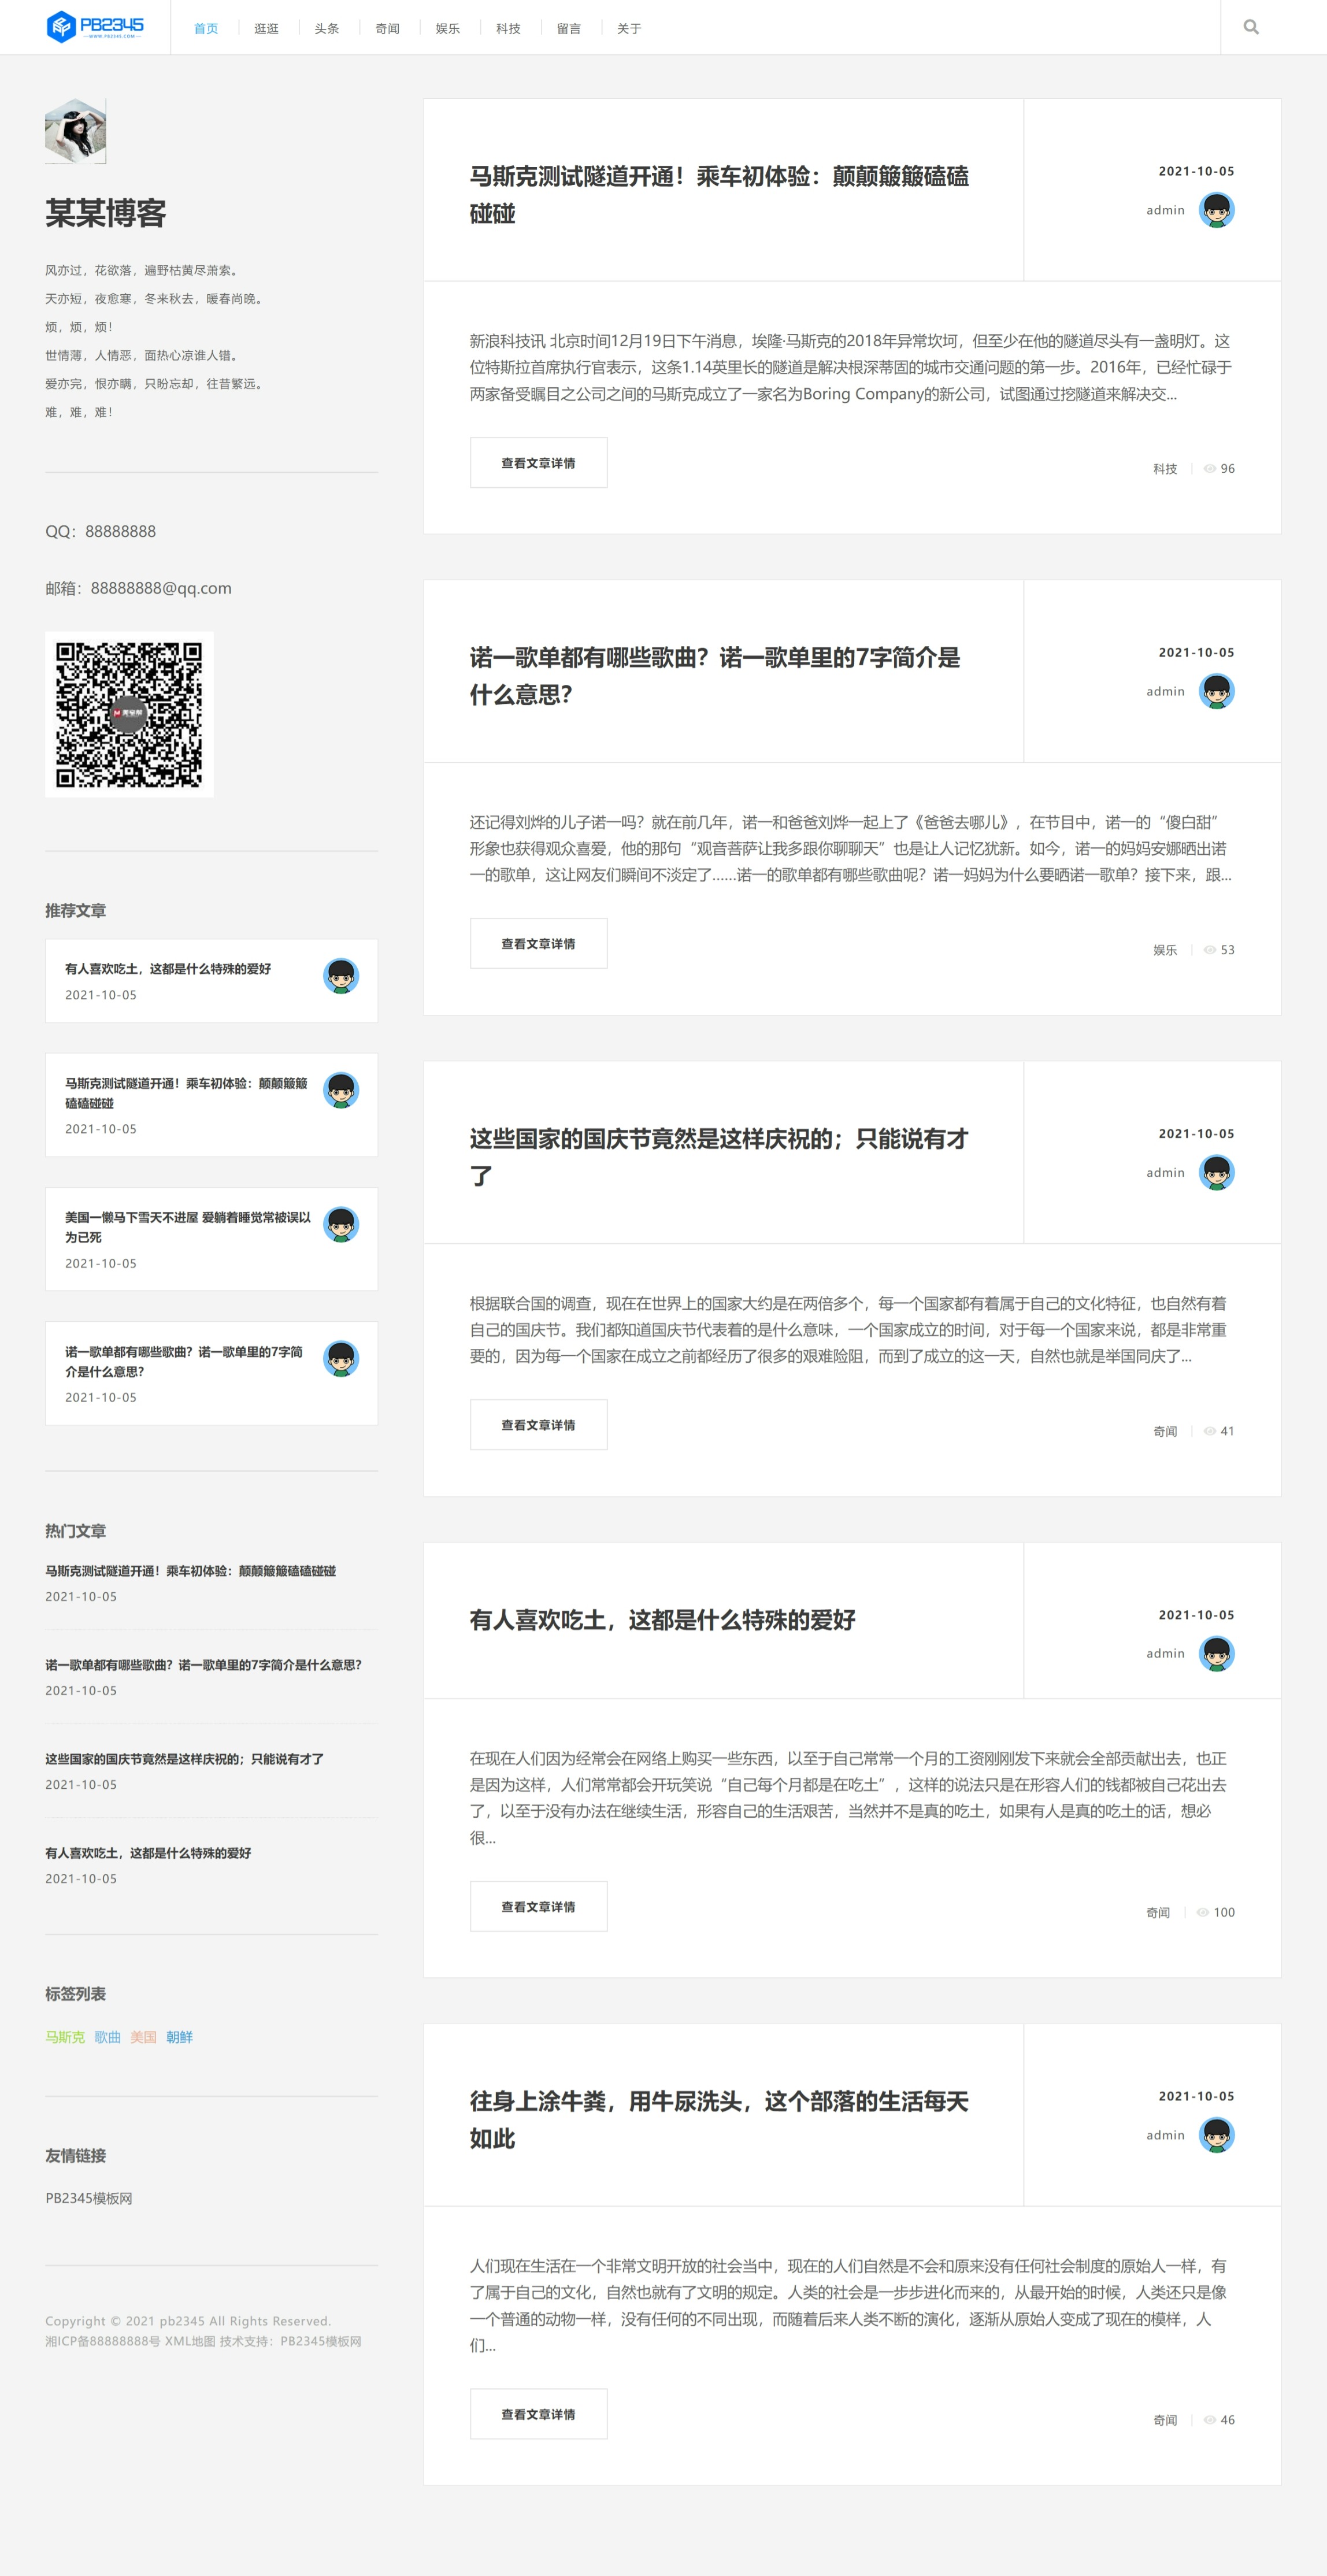 PB2345
WWW.PB2345.COM
首页
逛逛
头条
奇闻
娱乐
科技
留言
关于
某某博客
风亦过，花欲落，遍野枯黄尽萧索。
天亦短，夜愈寒，冬来秋去，暖春尚晚。
烦，烦，烦！
世情薄，人情恶，面热心凉谁人错。
爱亦完，恨亦瞒，只盼忘却，往昔繁远。
难，难，难！
QQ：88888888
邮箱：88888888@qq.com
推荐文章
有人喜欢吃土，这都是什么特殊的爱好
2021-10-05
马斯克测试隧道开通！乘车初体验：颠颠簸簸
磕磕碰碰
2021-10-05
美国一懒马下雪天不进屋 爱躺着睡觉常被误以
为已死
2021-10-05
诺一歌单都有哪些歌曲？诺一歌单里的7字简
介是什么意思？
2021-10-05
热门文章
马斯克测试隧道开通！乘车初体验：颠颠簸簸磕磕碰碰
2021-10-05
诺一歌单都有哪些歌曲？诺一歌单里的7字简介是什么意思？
2021-10-05
这些国家的国庆节竟然是这样庆祝的；只能说有才了
2021-10-05
有人喜欢吃土，这都是什么特殊的爱好
2021-10-05
标签列表
马斯克 歌曲 美国 朝鲜
友情链接
PB2345模板网
Copyright © 2021 pb2345 All Rights Reserved.
湘ICP备88888888号 XML地图 技术支持：PB2345模板网
马斯克测试隧道开通！乘车初体验：颠颠簸簸磕磕
碰碰
2021-10-05
admin
新浪科技讯 北京时间12月19日下午消息，埃隆·马斯克的2018年异常坎坷，但至少在他的隧道尽头有一盏明灯。这
位特斯拉首席执行官表示，这条1.14英里长的隧道是解决根深蒂固的城市交通问题的第一步。2016年，已经忙碌于
两家备受瞩目之公司之间的马斯克成立了一家名为Boring Company的新公司，试图通过挖隧道来解决交...
查看文章详情
科技
96
诺一歌单都有哪些歌曲？诺一歌单里的7字简介是
什么意思？
2021-10-05
admin
还记得刘烨的儿子诺一吗？就在前几年，诺一和爸爸刘烨一起上了《爸爸去哪儿》，在节目中，诺一的“傻白甜”
形象也获得观众喜爱，他的那句“观音菩萨让我多跟你聊聊天”也是让人记忆犹新。如今，诺一的妈妈安娜晒出诺
一的歌单，这让网友们瞬间不淡定了……诺一的歌单都有哪些歌曲呢？诺一妈妈为什么要晒诺一歌单？接下来，跟...
查看文章详情
娱乐
53
这些国家的国庆节竟然是这样庆祝的；只能说有才
了
2021-10-05
admin
根据联合国的调查，现在在世界上的国家大约是在两倍多个，每一个国家都有着属于自己的文化特征，也自然有着
自己的国庆节。我们都知道国庆节代表着的是什么意味，一个国家成立的时间，对于每一个国家来说，都是非常重
要的，因为每一个国家在成立之前都经历了很多的艰难险阻，而到了成立的这一天，自然也就是举国同庆了...
查看文章详情
奇闻
41
有人喜欢吃土，这都是什么特殊的爱好
2021-10-05
admin
在现在人们因为经常会在网络上购买一些东西，以至于自己常常一个月的工资刚刚发下来就会全部贡献出去，也正
是因为这样，人们常常都会开玩笑说“自己每个月都是在吃土”，这样的说法只是在形容人们的钱都被自己花出去
了，以至于没有办法在继续生活，形容自己的生活艰苦，当然并不是真的吃土，如果有人是真的吃土的话，想必
很...
查看文章详情
奇闻
100
往身上涂牛粪，用牛尿洗头，这个部落的生活每天
如此
2021-10-05
admin
人们现在生活在一个非常文明开放的社会当中，现在的人们自然是不会和原来没有任何社会制度的原始人一样，有
了属于自己的文化，自然也就有了文明的规定。人类的社会是一步步进化而来的，从最开始的时候，人类还只是像
一个普通的动物一样，没有任何的不同出现，而随着后来人类不断的演化，逐渐从原始人变成了现在的模样，人
们...
查看文章详情
奇闻
46